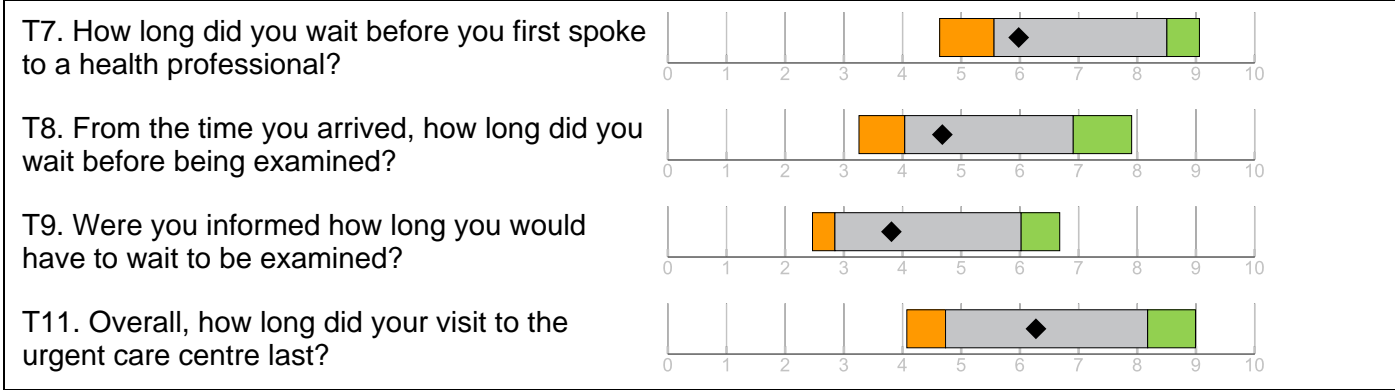 T7. How long did you wait before you first spoke
to a health professional?
0 1 2 3 4 5 6 7 8 9 10
T8. From the time you arrived, how long did you
wait before being examined?
0 1 2 3 4 5 6 7 8 9 10
T9. Were you informed how long you would
have to wait to be examined?
0 1 2 3 4 5 6 7 8 9 10
T11. Overall, how long did your visit to the
urgent care centre last?
0 1 2 3 4 5 6 7 8 9 10